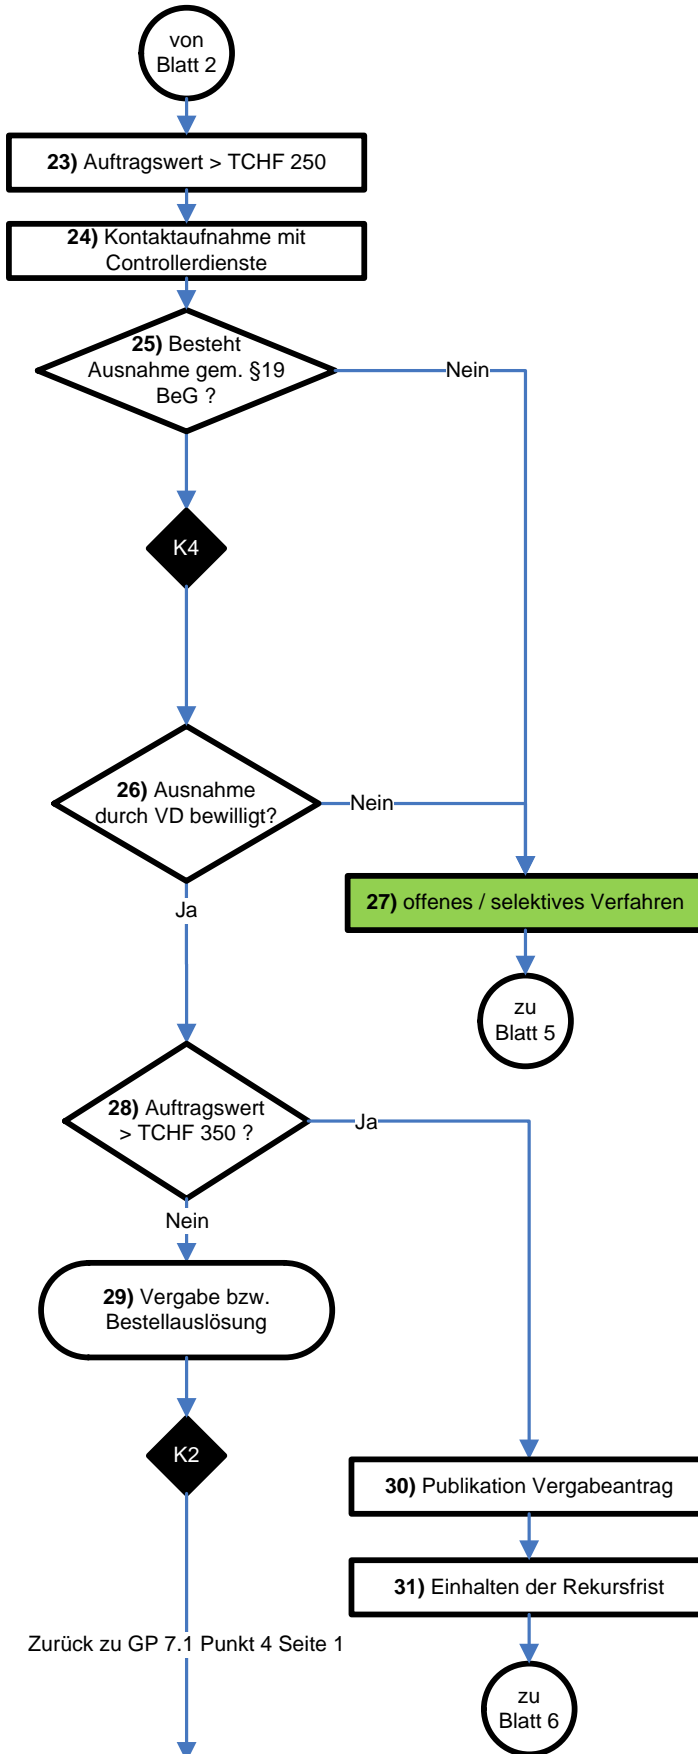 von
Blatt 2
23) Auftragswert > TCHF 250
24) Kontaktaufnahme mit
Controllerdienste
25) Besteht
Ausnahme gem. §19
BeG ?
Nein
K4
26) Ausnahme
durch VD bewilligt?
Nein
Ja
27) offenes / selektives Verfahren
zu
Blatt 5
28) Auftragswert
> TCHF 350 ?
Ja
Nein
29) Vergabe bzw.
Bestellauslösung
K2
30) Publikation Vergabeantrag
31) Einhalten der Rekursfrist
Zurück zu GP 7.1 Punkt 4 Seite 1
zu
Blatt 6